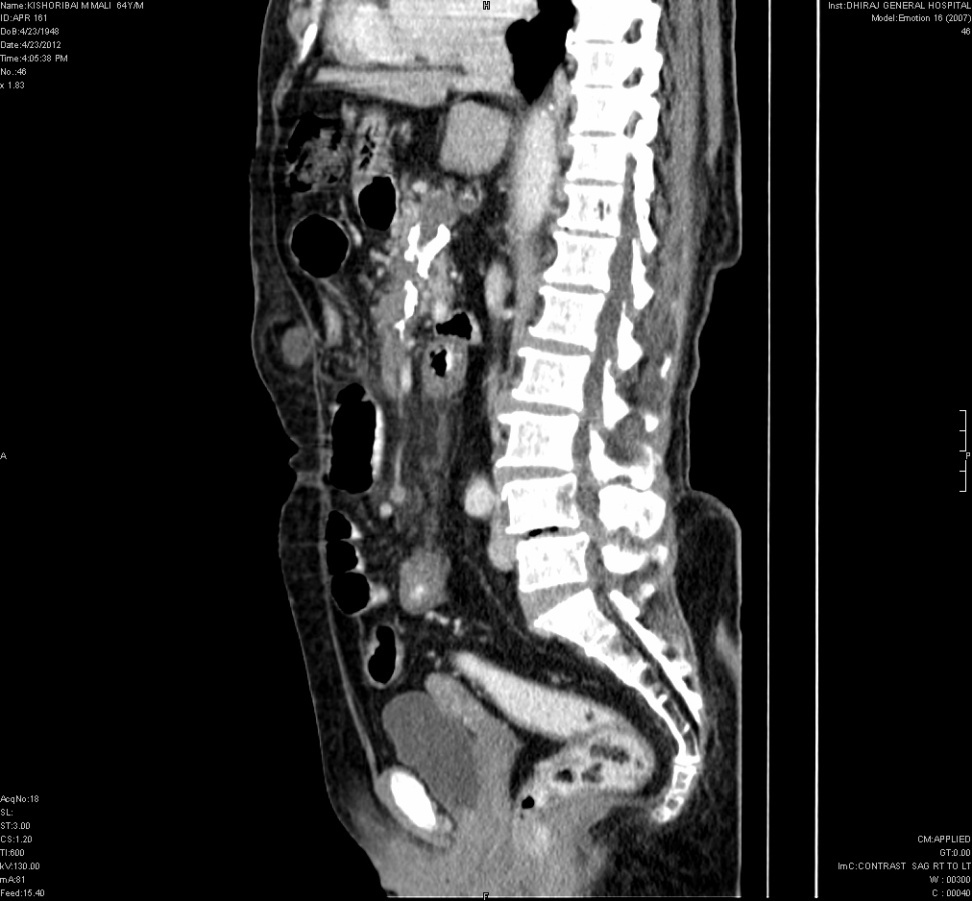 Name:KISHORIBAI M MALI 64Y/M
ID:APR 161
DoB:4/23/1948
Date:4/23/2012
Time:4:05:38 PM
No.:46
x 1.83
H
Inst:DHIRAJ GENERAL HOSPITAL
Model:Emotion 16 (2007)
46
A
P
AcqNo:18
SL:
ST:3.00
CS:1.20
TI:600
kV:130.00
mA:81
Feed:15.40
F
CM:APPLIED
GT:0.00
ImC:CONTRAST SAG RT TO LT
W : 00300
C : 00040